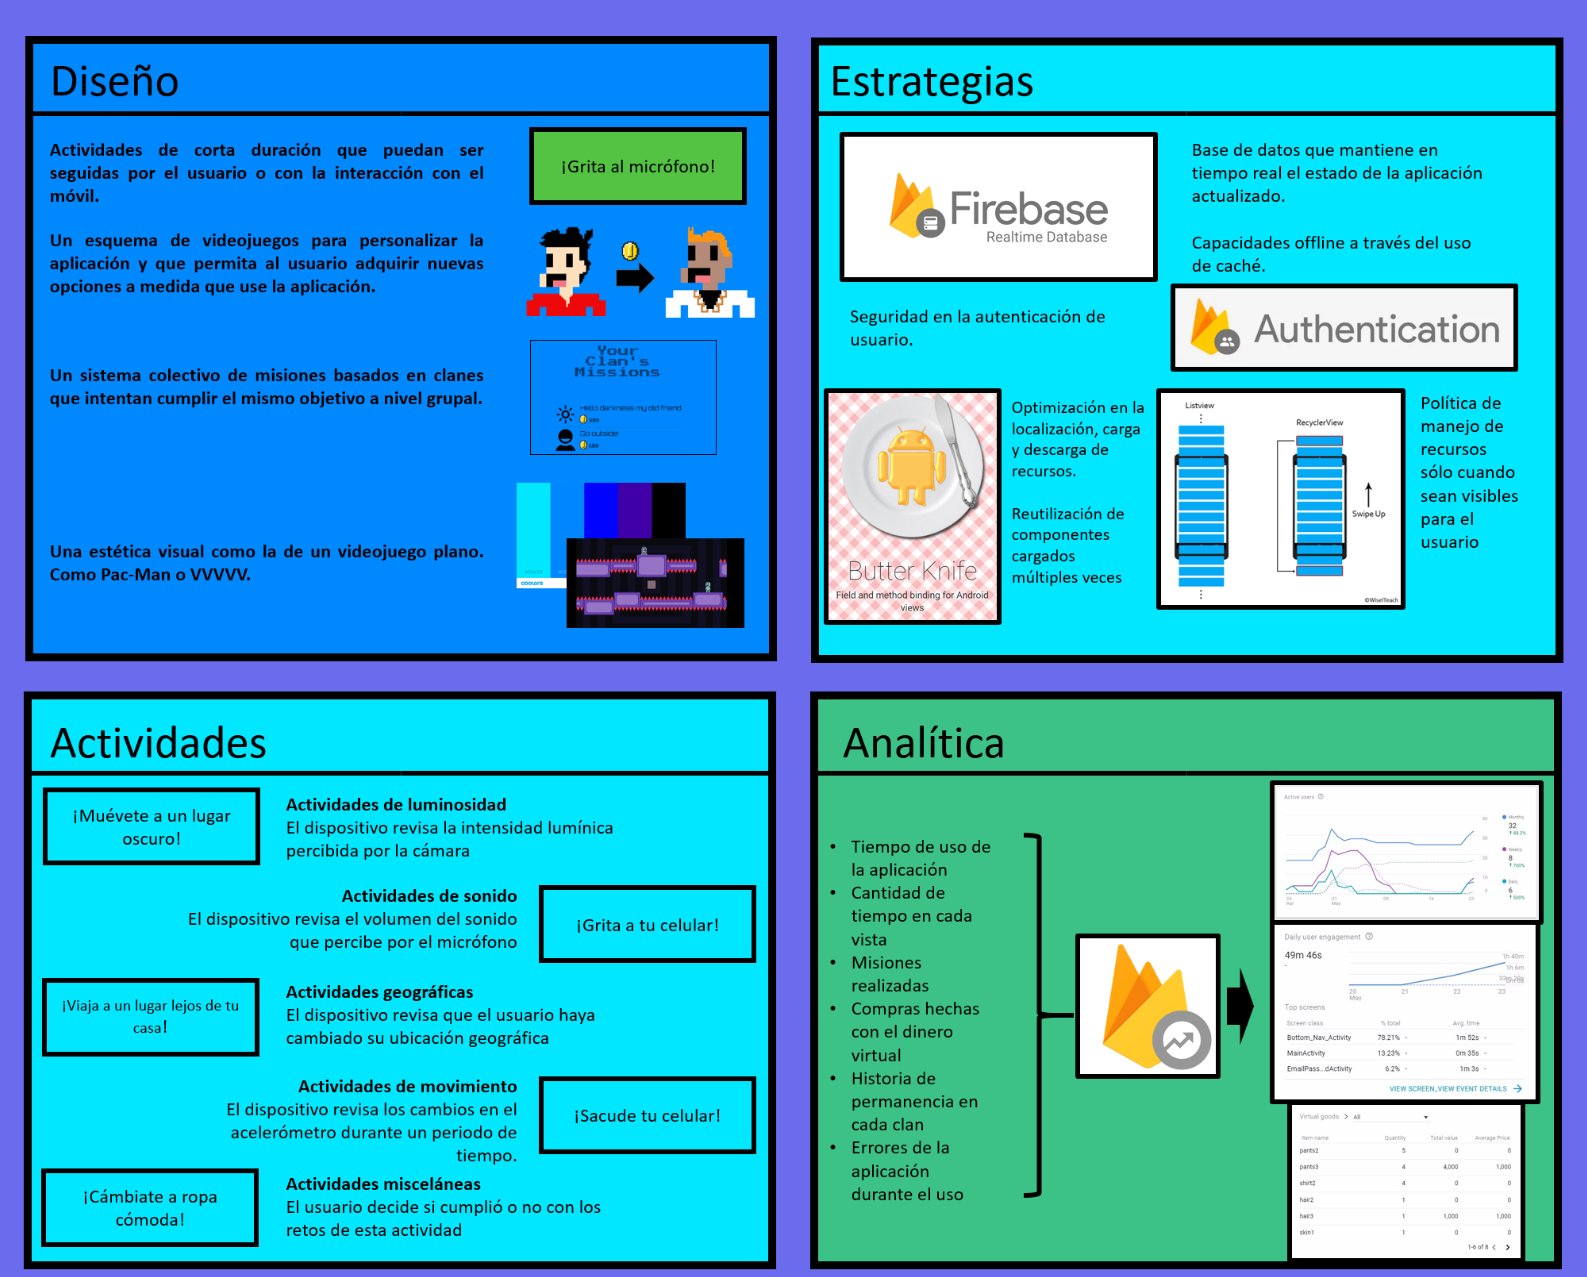 Diseño
Actividades de corta duración que puedan ser
seguidas por el usuario o con la interacción con el
móvil.
¡Grita al micrófono!
Un esquema de videojuegos para personalizar la
aplicación y que permita al usuario adquirir nuevas
opciones a medida que use la aplicación.
Un sistema colectivo de misiones basados en clanes
que intentan cumplir el mismo objetivo a nivel grupal.
Your
Clan's
Missions
Hello darkness my old friend
Go outside!
Una estética visual como la de un videojuego plano.
Como Pac-Man o VVVVV.
coolors
Estrategias
Firebase
Realtime Database
Base de datos que mantiene en
tiempo real el estado de la aplicación
actualizado.
Capacidades offline a través del uso
de caché.
Seguridad en la autenticación de
usuario.
Authentication
Butter Knife
Field and method binding for Android
views
Optimización en la
localización, carga
y descarga de
recursos.
Reutilización de
componentes
cargados
múltiples veces
Listview
RecyclerView
Swipe Up
©WiselTeach
Política de
manejo de
recursos
sólo cuando
sean visibles
para el
usuario
Actividades
¡Muévete a un lugar
oscuro!
Actividades de luminosidad
El dispositivo revisa la intensidad lumínica
percibida por la cámara
Actividades de sonido
El dispositivo revisa el volumen del sonido
que percibe por el micrófono
¡Grita a tu celular!
¡Viaja a un lugar lejos de tu
casa!
Actividades geográficas
El dispositivo revisa que el usuario haya
cambiado su ubicación geográfica
Actividades de movimiento
El dispositivo revisa los cambios en el
acelerómetro durante un periodo de
tiempo.
¡Sacude tu celular!
¡Cámbiate a ropa
cómoda!
Actividades misceláneas
El usuario decide si cumplió o no con los
retos de esta actividad
Analítica
• Tiempo de uso de
la aplicación
• Cantidad de
tiempo en cada
vista
• Misiones
realizadas
• Compras hechas
con el dinero
virtual
• Historia de
permanencia en
cada clan
• Errores de la
aplicación
durante el uso
Active users
Monthly
32
Weekly
8
Daily
6
Daily user engagement
49m 46s
1h 40m
1h 6m
20 21 22 23
May
Top screens
Screen class % total Avg. time
Bottom_Nav_Activity 78.21% - 1m 52s -
MainActivity 13.23% - 0m 35s -
EmailPass...dActivity 6.2% - 1m 3s -
VIEW SCREEN_VIEW EVENT DETAILS
Virtual goods > All
Item name Quantity Total value Average Price
pants2 5 0 0
pants3 4 4,000 1,000
shirt2 4 0 0
hair2 1 0 0
hair3 1 1,000 1,000
skin1 1 0 0
1-6 of 8 < >